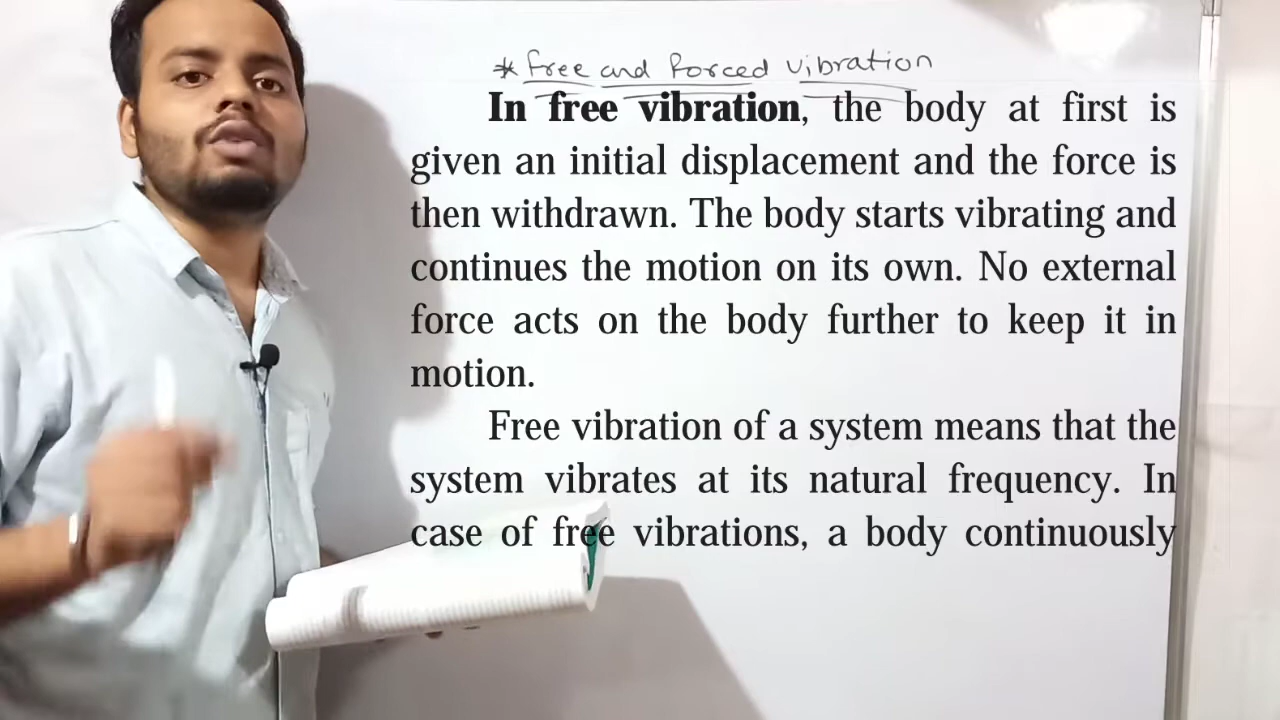 *Free and Forced Vibration
In free vibration, the body at first is
given an initial displacement and the force is
then withdrawn. The body starts vibrating and
continues the motion on its own. No external
force acts on the body further to keep it in
motion.
Free vibration of a system means that the
system vibrates at its natural frequency. In
case of free vibrations, a body continuously